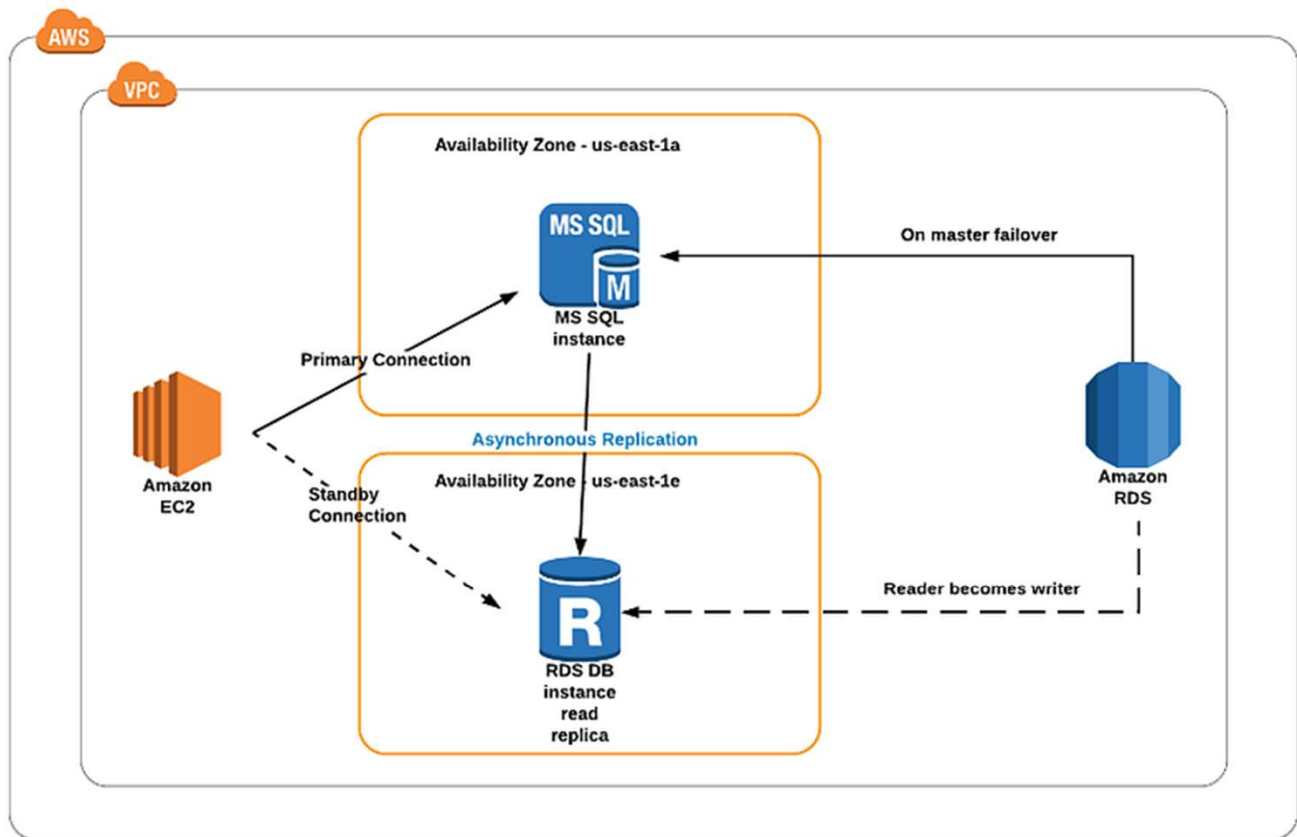 AWS
VPC
Availability Zone - us-east-1a
MS SQL
M
MS SQL
instance
On master failover
Primary Connection
Amazon
EC2
Asynchronous Replication
Availability Zone - us-east-1e
Standby
Connection
Amazon
RDS
Reader becomes writer
R
RDS DB
instance
read
replica